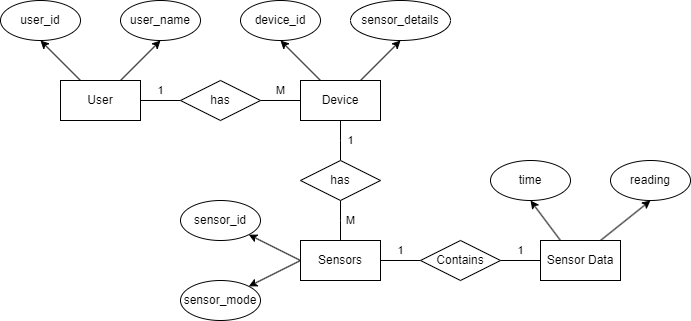 user_id
user_name
device_id
sensor_details
User
1
has
M
Device
1
has
M
time
reading
sensor_id
Sensors
1
Contains
1
Sensor Data
sensor_mode